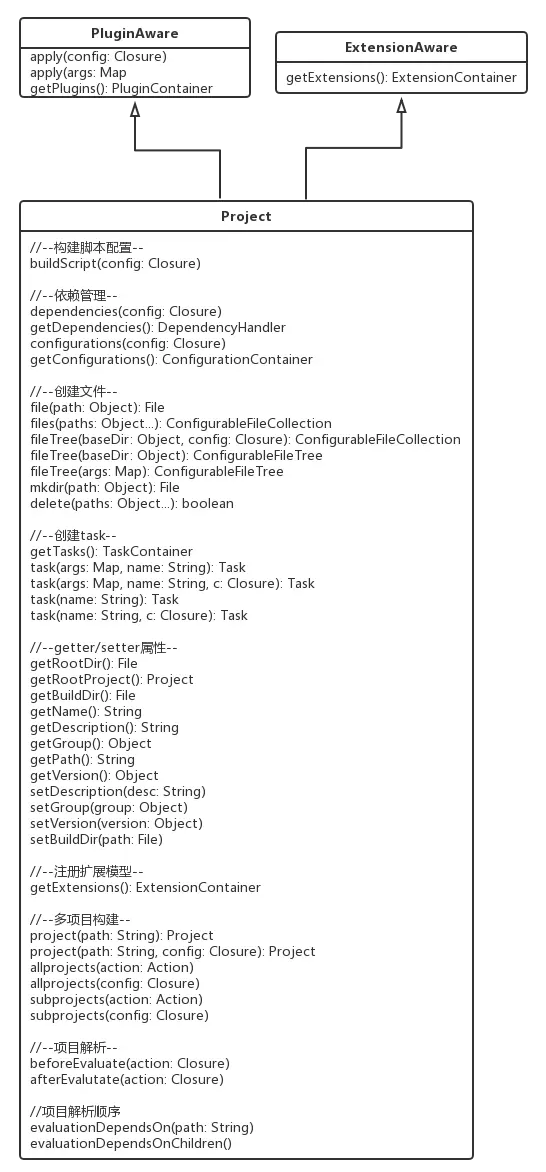 PluginAware
apply(config: Closure)
apply(args: Map
getPlugins(): PluginContainer
ExtensionAware
getExtensions(): ExtensionContainer
Project
//--构建脚本配置--
buildScript(config: Closure)
//--依赖管理--
dependencies(config: Closure)
getDependencies(): DependencyHandler
configurations(config: Closure)
getConfigurations(): ConfigurationContainer
//--创建文件--
file(path: Object): File
files(paths: Object...): ConfigurableFileCollection
fileTree(baseDir: Object, config: Closure): ConfigurableFileCollection
fileTree(baseDir: Object): ConfigurableFileTree
fileTree(args: Map): ConfigurableFileTree
mkdir(path: Object): File
delete(paths: Object...): boolean
//--创建task--
getTasks(): TaskContainer
task(args: Map, name: String): Task
task(args: Map, name: String, c: Closure): Task
task(name: String): Task
task(name: String, c: Closure): Task
//--getter/setter属性--
getRootDir(): File
getRootProject(): Project
getBuildDir(): File
getName(): String
getDescription(): String
getGroup(): Object
getPath(): String
getVersion(): Object
setDescription(desc: String)
setGroup(group: Object)
setVersion(version: Object)
setBuildDir(path: File)
//--注册扩展模型--
getExtensions(): ExtensionContainer
//--多项目构建--
project(path: String): Project
project(path: String, config: Closure): Project
allprojects(action: Action)
allprojects(config: Closure)
subprojects(action: Action)
subprojects(config: Closure)
//--项目解析--
beforeEvaluate(action: Closure)
afterEvalutate(action: Closure)
//项目解析顺序
evaluationDependsOn(path: String)
evaluationDependsOnChildren()